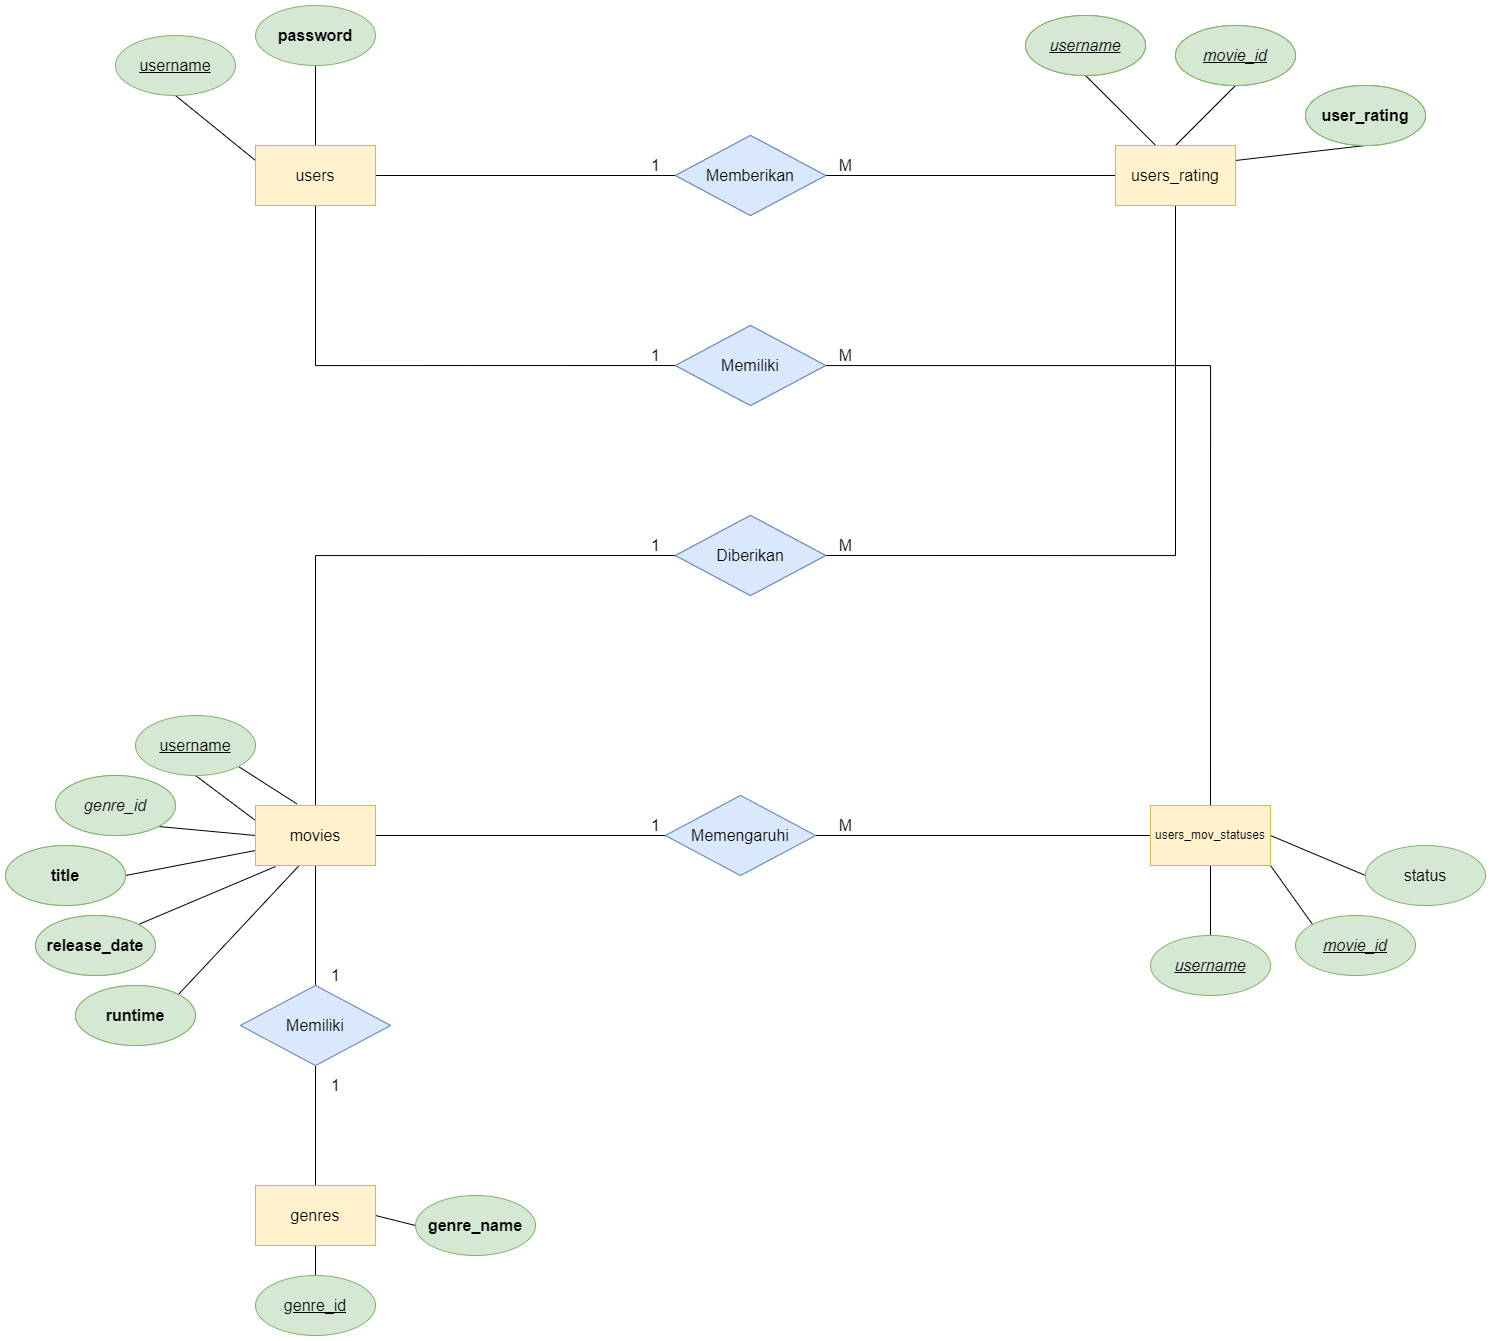 password
username
username
movie_id
user_rating
users
1
Memberikan
M
users_rating
1
Memiliki
M
1
Diberikan
M
username
genre_id
movies
title
release_date
runtime
1
Memengaruhi
M
users_mov_statuses
status
movie_id
username
1
Memiliki
1
genres
genre_name
genre_id